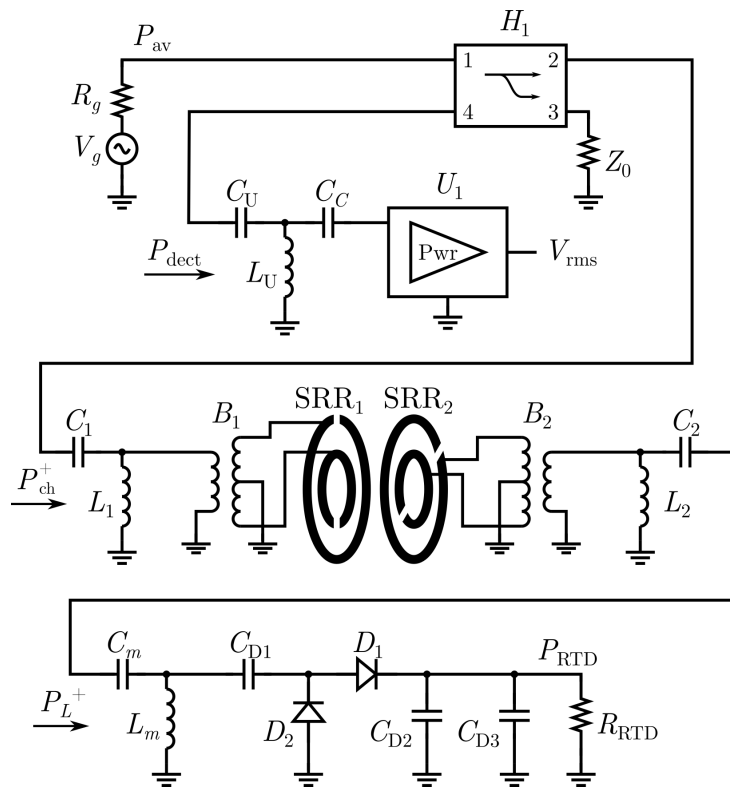 P_av H_1
1 2
R_g
4 3
V_g
Z_0
C_U C_C U_1
P_dect L_U Pwr V_rms
C_1 B_1 SRR_1 SRR_2 B_2 C_2
P_ch^+ L_1 L_2
C_m C_D1 D_1 P_RTD
P_L^+ L_m D_2 C_D2 C_D3 R_RTD